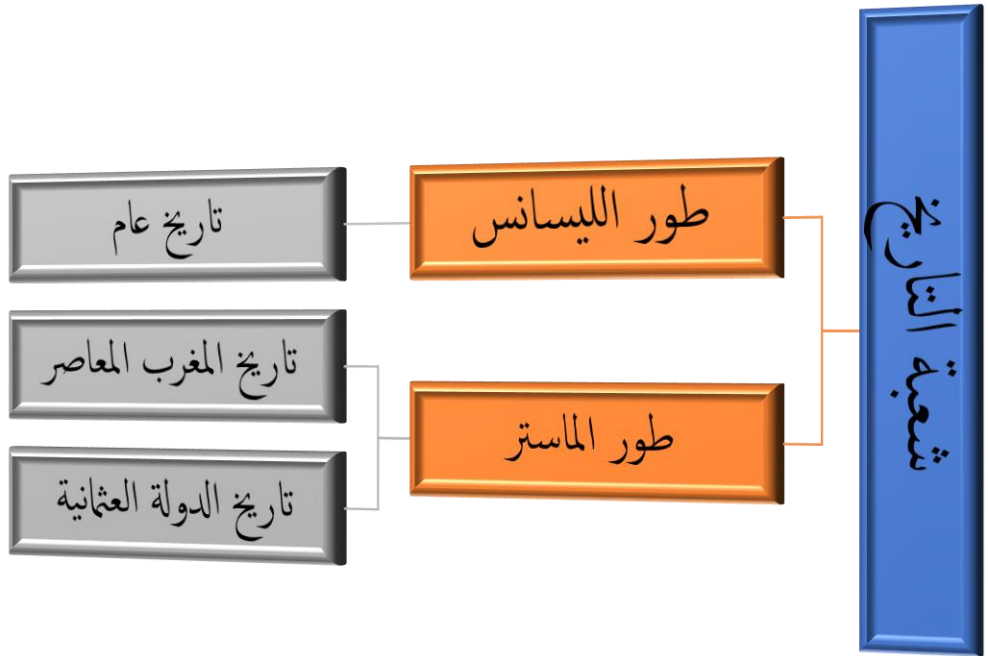 شعبة التاريخ
طور الليسانس
تاريخ عام
طور الماستر
تاريخ المغرب المعاصر
تاريخ الدولة العثمانية